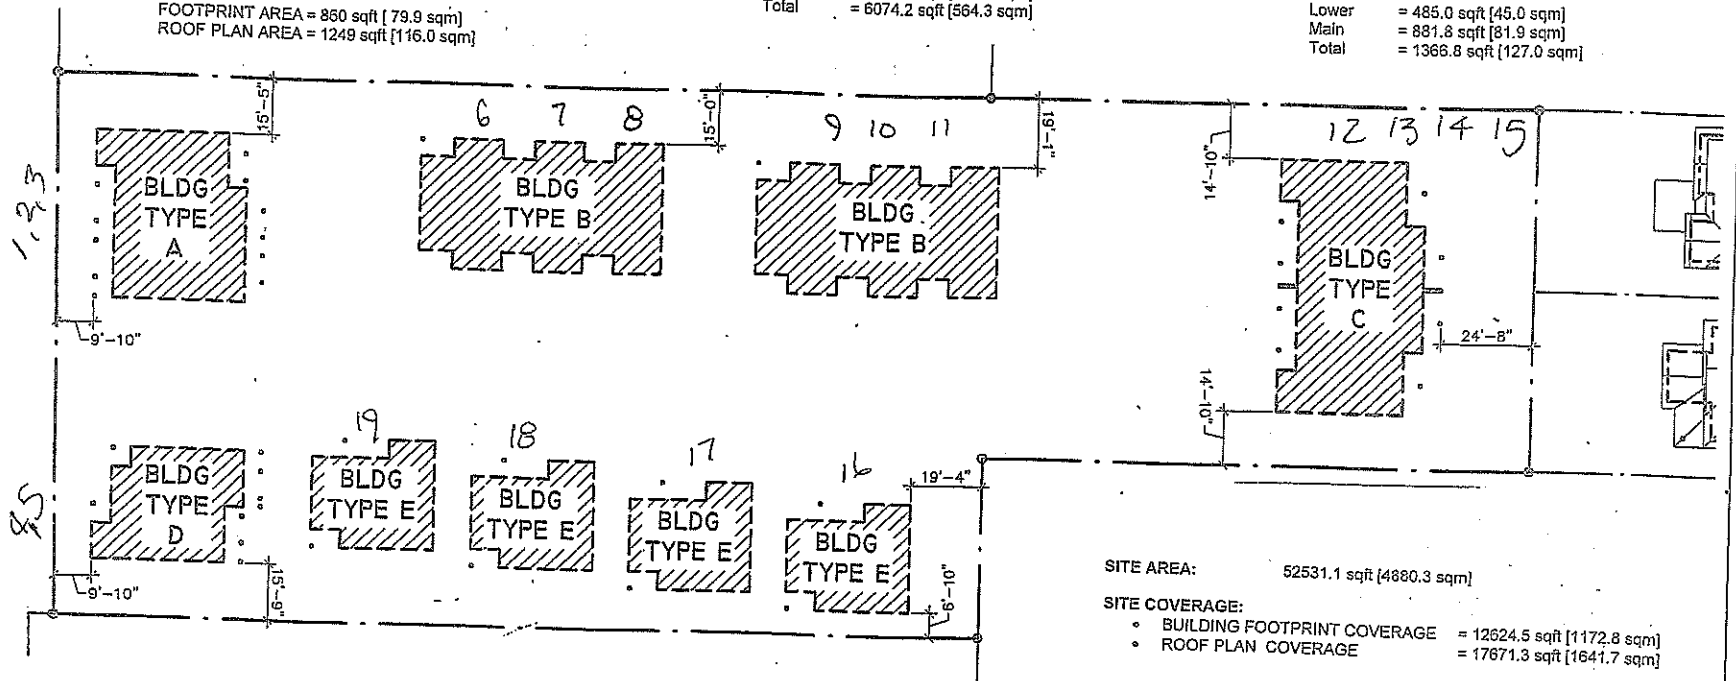 FOOTPRINT AREA = 860 sqft [ 79.9 sqm]
ROOF PLAN AREA = 1249 sqft [116.0 sqm]
Total = 6074.2 sqft [564.3 sqm]
Lower = 485.0 sqft [45.0 sqm]
Main = 881.8 sqft [81.9 sqm]
Total = 1366.8 sqft [127.0 sqm]
15'-5"
6 7 8
15'-0"
9 10 11
19'-1"
14'-10"
12 13 14 15
1,2,3
BLDG
TYPE
A
BLDG
TYPE B
BLDG
TYPE B
BLDG
TYPE
C
9'-10"
24'-8"
14'-10"
19
18
17
16
19'-4"
4,5
BLDG
TYPE
D
BLDG
TYPE E
BLDG
TYPE E
BLDG
TYPE E
BLDG
TYPE E
9'-10"
15'-9"
6'-10"
SITE AREA: 52531.1 sqft [4880.3 sqm]
SITE COVERAGE:
• BUILDING FOOTPRINT COVERAGE = 12624.5 sqft [1172.8 sqm]
• ROOF PLAN COVERAGE = 17671.3 sqft [1641.7 sqm]